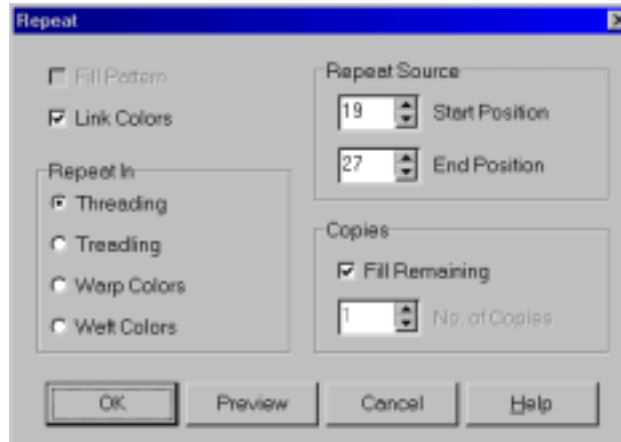 Repeat
Fill Pattern
Link Colors
Repeat In
Threading
Treadling
Warp Colors
Weft Colors
Repeat Source
19 Start Position
27 End Position
Copies
Fill Remaining
1 No. of Copies
OK Preview Cancel Help